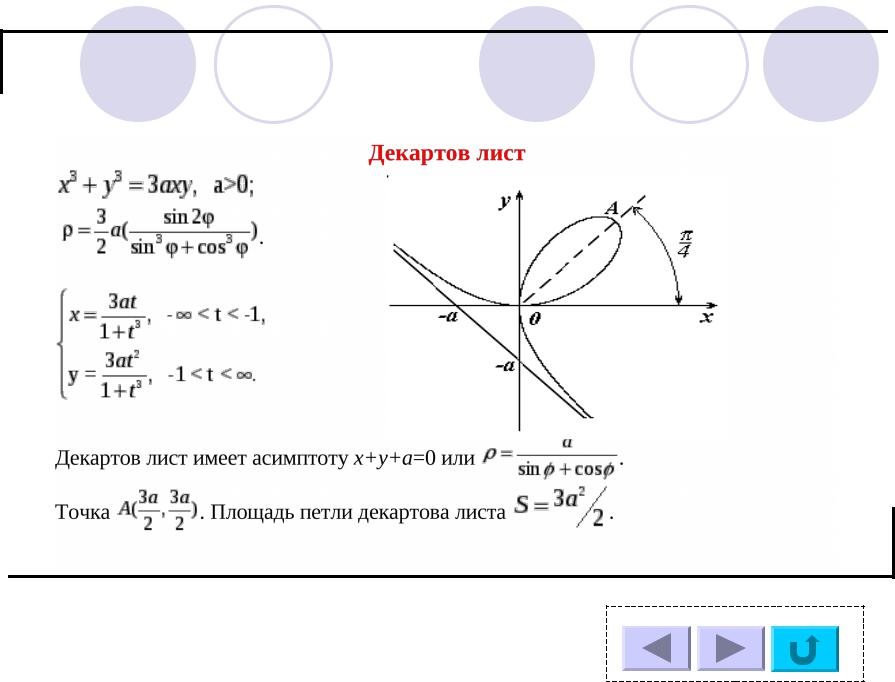 Декартов лист
x³ + y³ = 3axy, a>0;
ρ = 3/2 a( sin 2φ / sin³ φ + cos³ φ ).
x = 3at / 1+t³, -∞ < t < -1,
y = 3at² / 1+t³, -1 < t < ∞.
y
A
π/4
-a
0
x
-a
Декартов лист имеет асимптоту x+y+a=0 или ρ = a / sin ϕ + cos ϕ .
Точка A(3a/2, 3a/2) . Площадь петли декартова листа S = 3a²/2 .